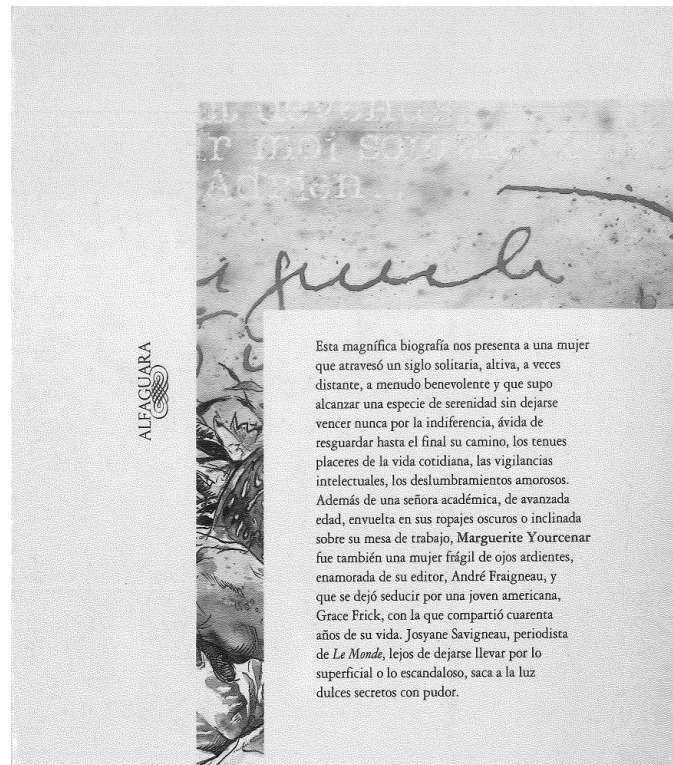 moi
Adrien...
ALFAGUARA
Esta magnífica biografía nos presenta a una mujer
que atravesó un siglo solitaria, altiva, a veces
distante, a menudo benevolente y que supo
alcanzar una especie de serenidad sin dejarse
vencer nunca por la indiferencia, ávida de
resguardar hasta el final su camino, los tenues
placeres de la vida cotidiana, las vigilancias
intelectuales, los deslumbramientos amorosos.
Además de una señora académica, de avanzada
edad, envuelta en sus ropajes oscuros o inclinada
sobre su mesa de trabajo, Marguerite Yourcenar
fue también una mujer frágil de ojos ardientes,
enamorada de su editor, André Fraigneau, y
que se dejó seducir por una joven americana,
Grace Frick, con la que compartió cuarenta
años de su vida. Josyane Savigneau, periodista
de Le Monde, lejos de dejarse llevar por lo
superficial o lo escandaloso, saca a la luz
dulces secretos con pudor.